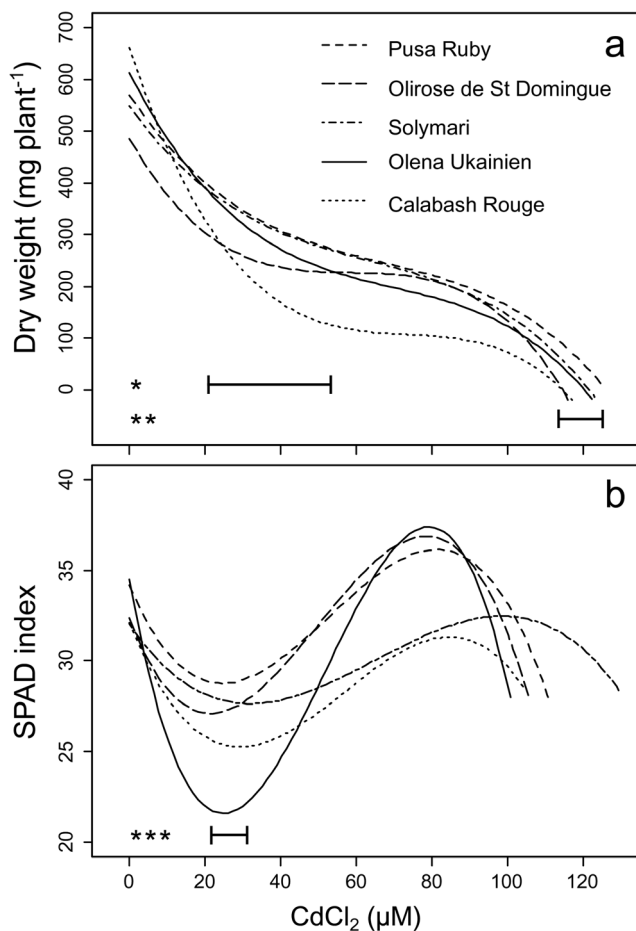 a
Pusa Ruby
Olirose de St Domingue
Solymari
Olena Ukainien
Calabash Rouge
Dry weight (mg plant⁻¹)
700
600
500
400
300
200
100
0
*
**
b
SPAD index
40
35
30
25
20
***
0 20 40 60 80 100 120
CdCl₂ (µM)